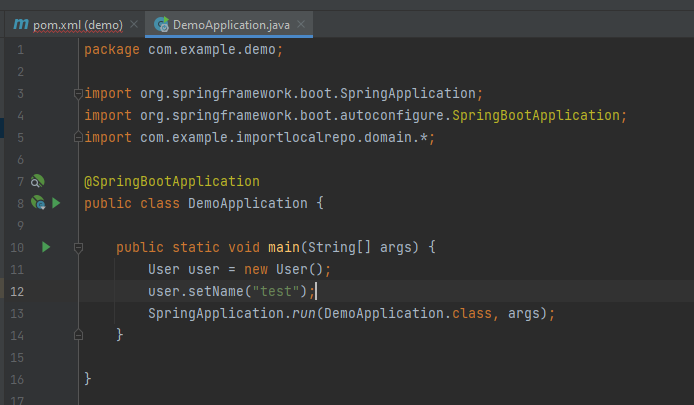 m pom.xml (demo) × DemoApplication.java ×
1 package com.example.demo;
2
3 import org.springframework.boot.SpringApplication;
4 import org.springframework.boot.autoconfigure.SpringBootApplication;
5 import com.example.importlocalrepo.domain.*;
6
7 @SpringBootApplication
8 public class DemoApplication {
9
10 public static void main(String[] args) {
11 User user = new User();
12 user.setName("test");
13 SpringApplication.run(DemoApplication.class, args);
14 }
15
16 }
17